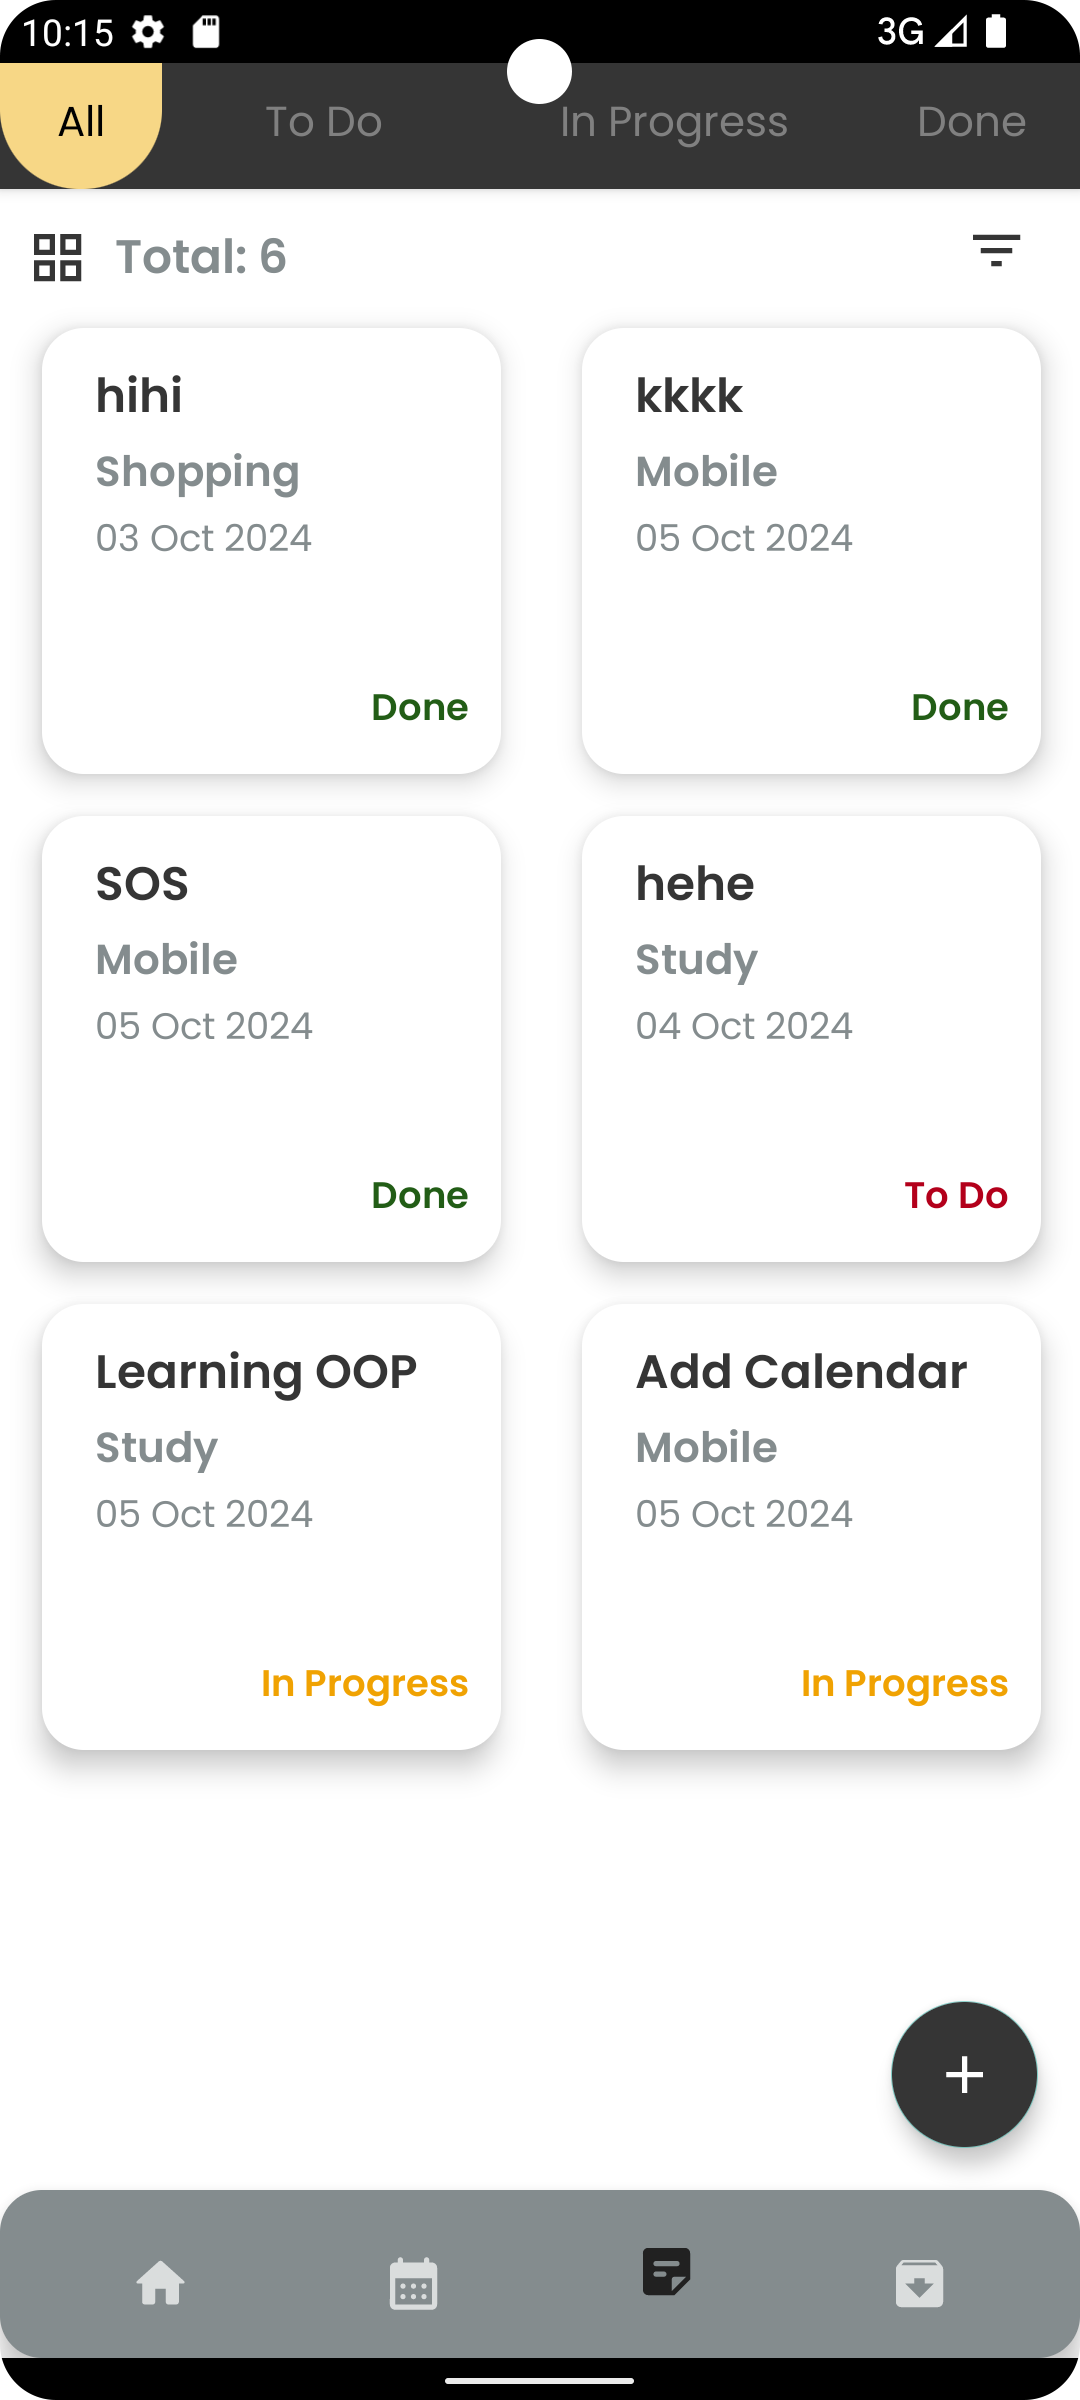 10:15 3G
All To Do In Progress Done
Total: 6
hihi
Shopping
03 Oct 2024
Done
kkkk
Mobile
05 Oct 2024
Done
SOS
Mobile
05 Oct 2024
Done
hehe
Study
04 Oct 2024
To Do
Learning OOP
Study
05 Oct 2024
In Progress
Add Calendar
Mobile
05 Oct 2024
In Progress